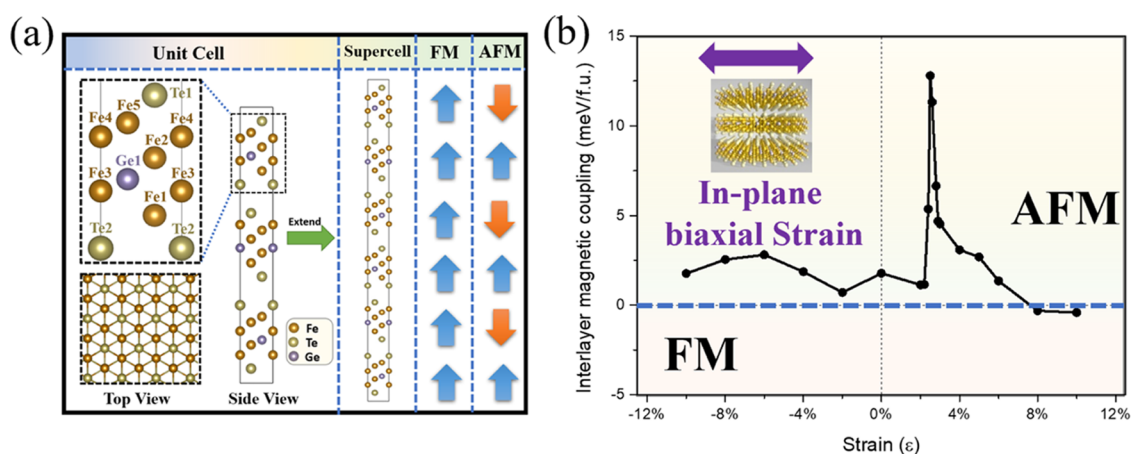 (a)
Unit Cell
Supercell
FM
AFM
Te1
Fe5
Fe4
Fe4
Fe2
Ge1
Fe3
Fe3
Fe1
Te2
Te2
Extend
Fe
Te
Ge
Top View
Side View
(b)
Interlayer magnetic coupling (meV/f.u.)
15
10
5
0
-5
In-plane
biaxial Strain
AFM
FM
-12%
-8%
-4%
0%
4%
8%
12%
Strain (ε)